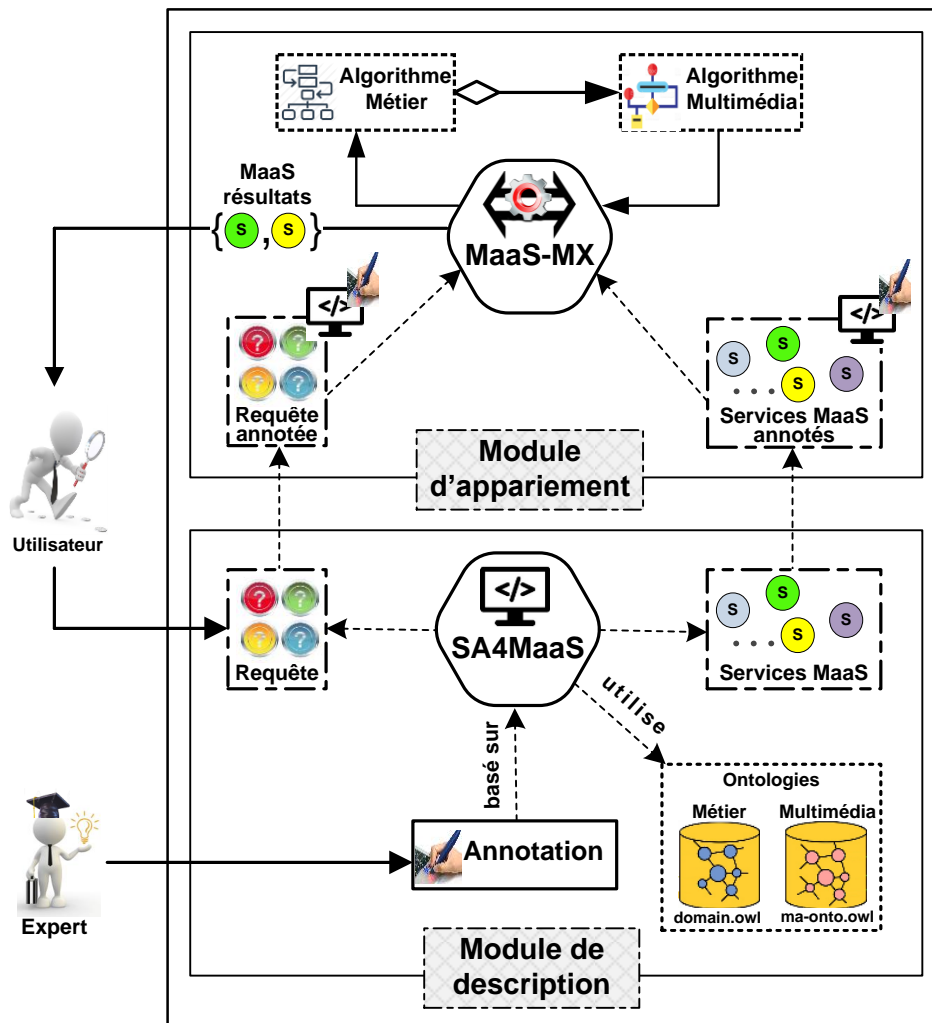 Algorithme
Métier
Algorithme
Multimédia
MaaS
résultats
{ S , S }
MaaS-MX
</>
</>
? ?
? ?
Requête
annotée
S S S
. . . S
Services MaaS
annotés
Module
d'appariement
Utilisateur
</>
SA4MaaS
? ?
? ?
Requête
S S S
. . . S
Services MaaS
basé sur
utilise
Ontologies
Métier
Multimédia
domain.owl
ma-onto.owl
Annotation
Expert
Module de
description